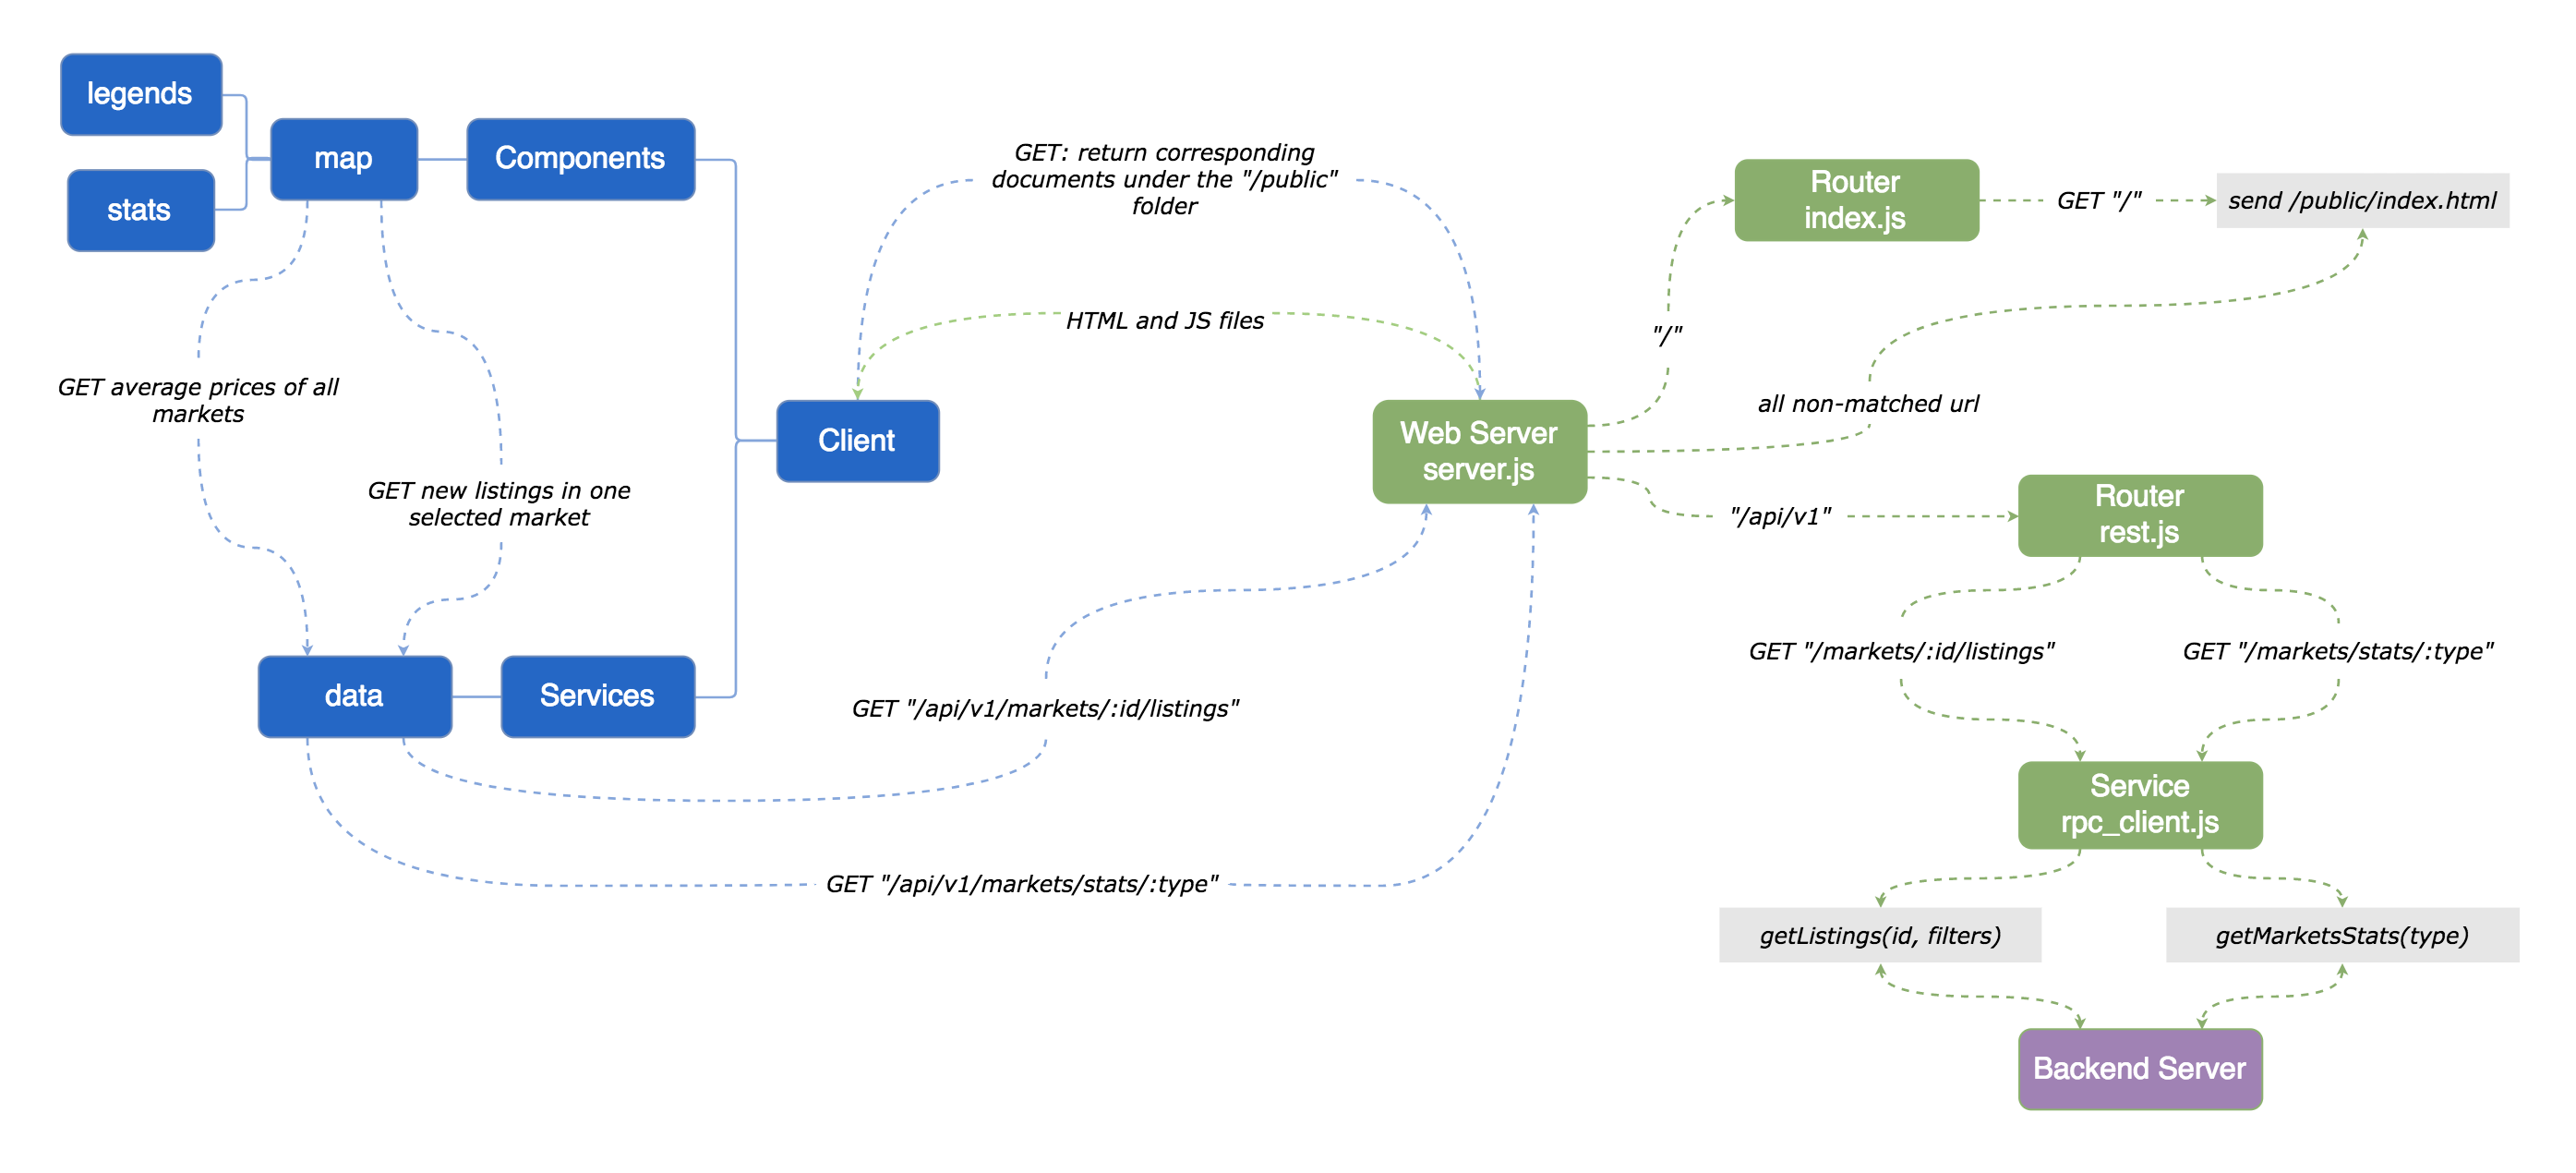 legends
map
Components
stats
GET average prices of all
markets
GET new listings in one
selected market
data
Services
Client
GET: return corresponding
documents under the "/public"
folder
HTML and JS files
GET "/api/v1/markets/:id/listings"
GET "/api/v1/markets/stats/:type"
Web Server
server.js
"/"
Router
index.js
GET "/"
send /public/index.html
all non-matched url
"/api/v1"
Router
rest.js
GET "/markets/:id/listings"
GET "/markets/stats/:type"
Service
rpc_client.js
getListings(id, filters)
getMarketsStats(type)
Backend Server